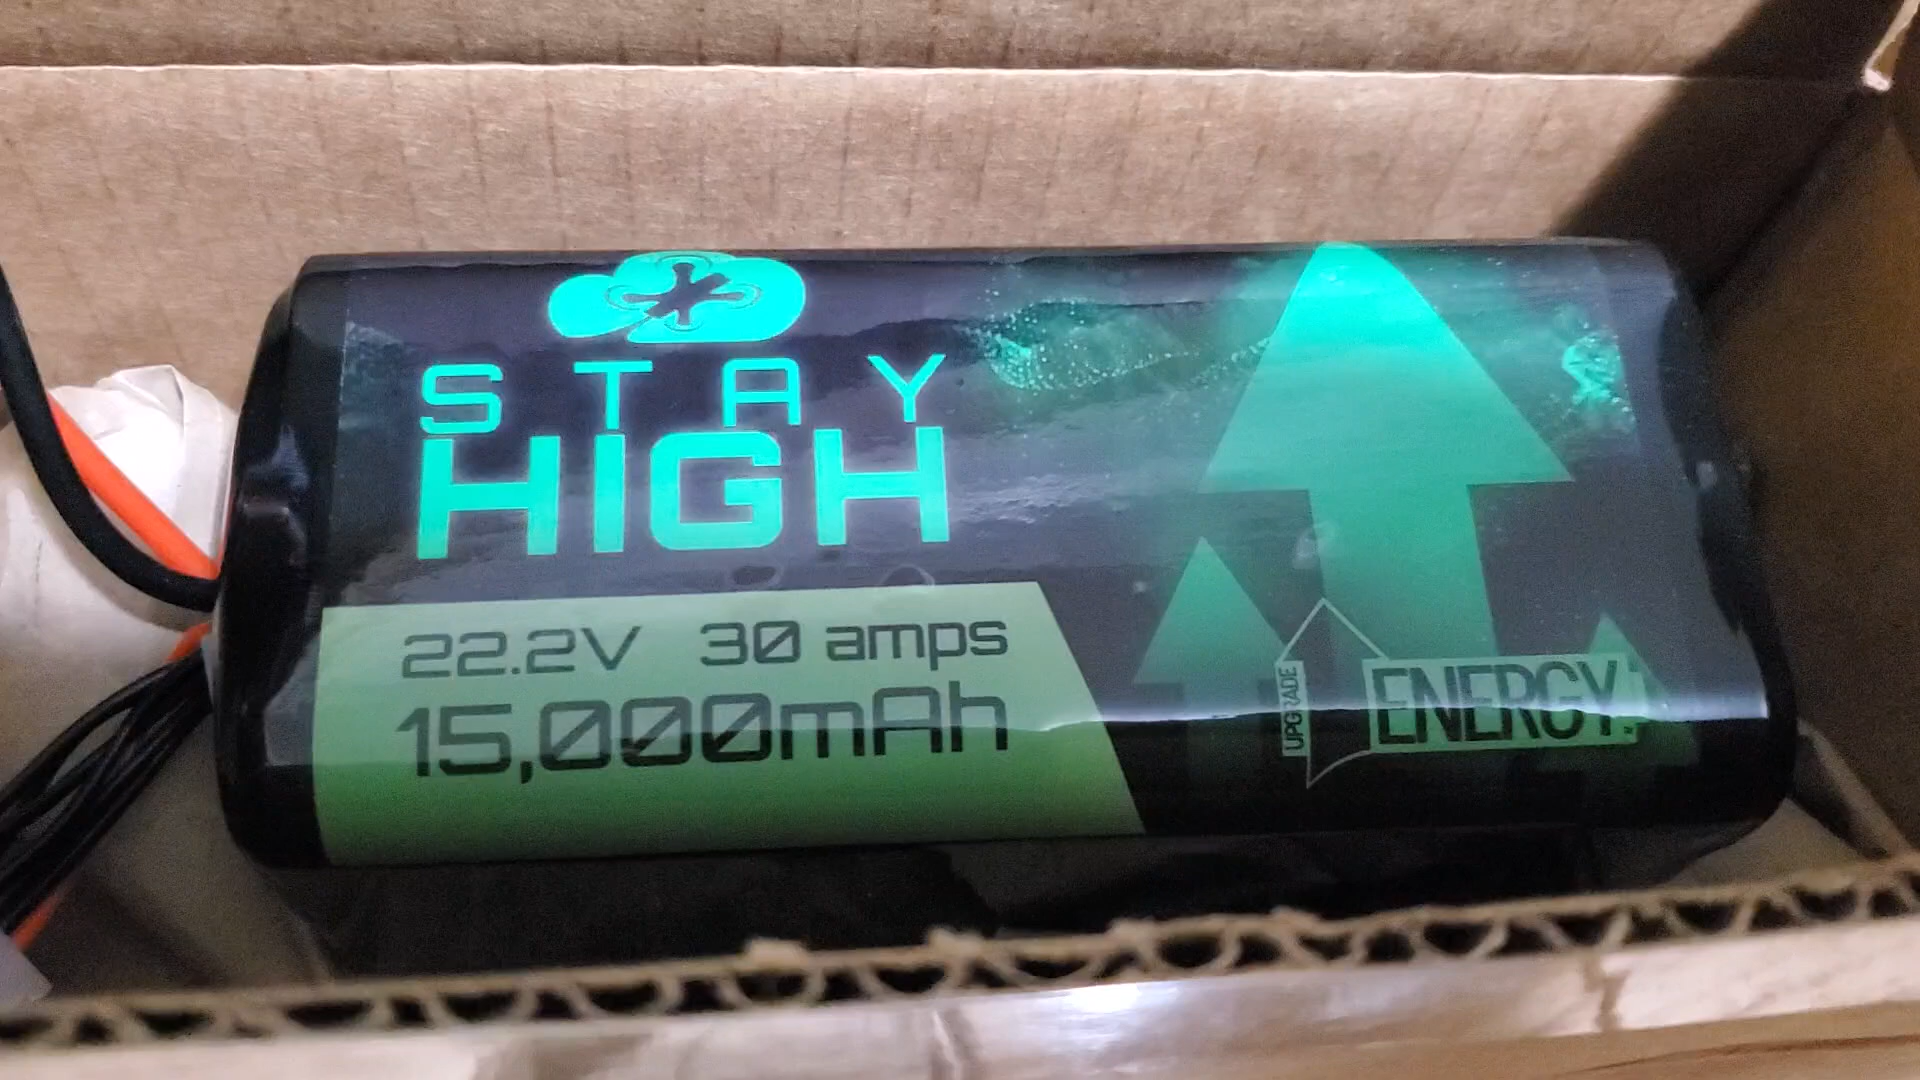 STAY
HIGH
22.2V 30 amps
15,000mAh
UPGRADE
ENERGY.